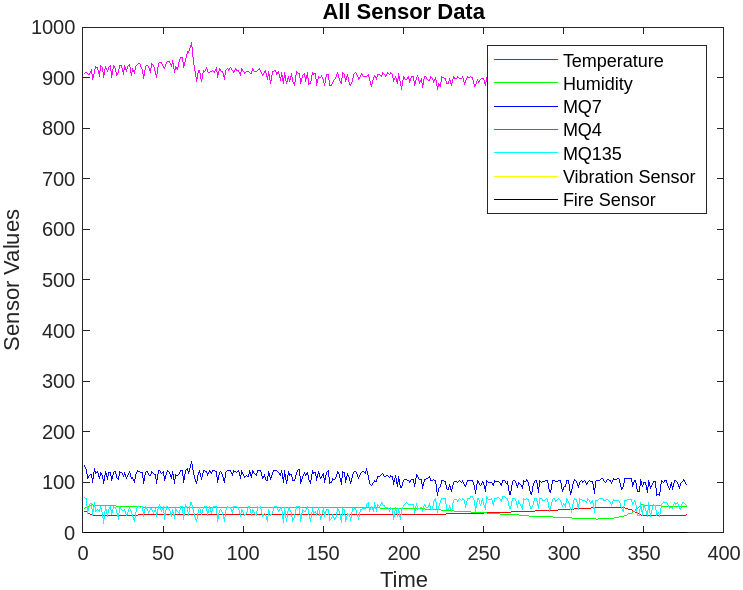 All Sensor Data
1000
900
800
700
600
500
400
300
200
100
0
Sensor Values
Temperature
Humidity
MQ7
MQ4
MQ135
Vibration Sensor
Fire Sensor
0 50 100 150 200 250 300 350 400
Time